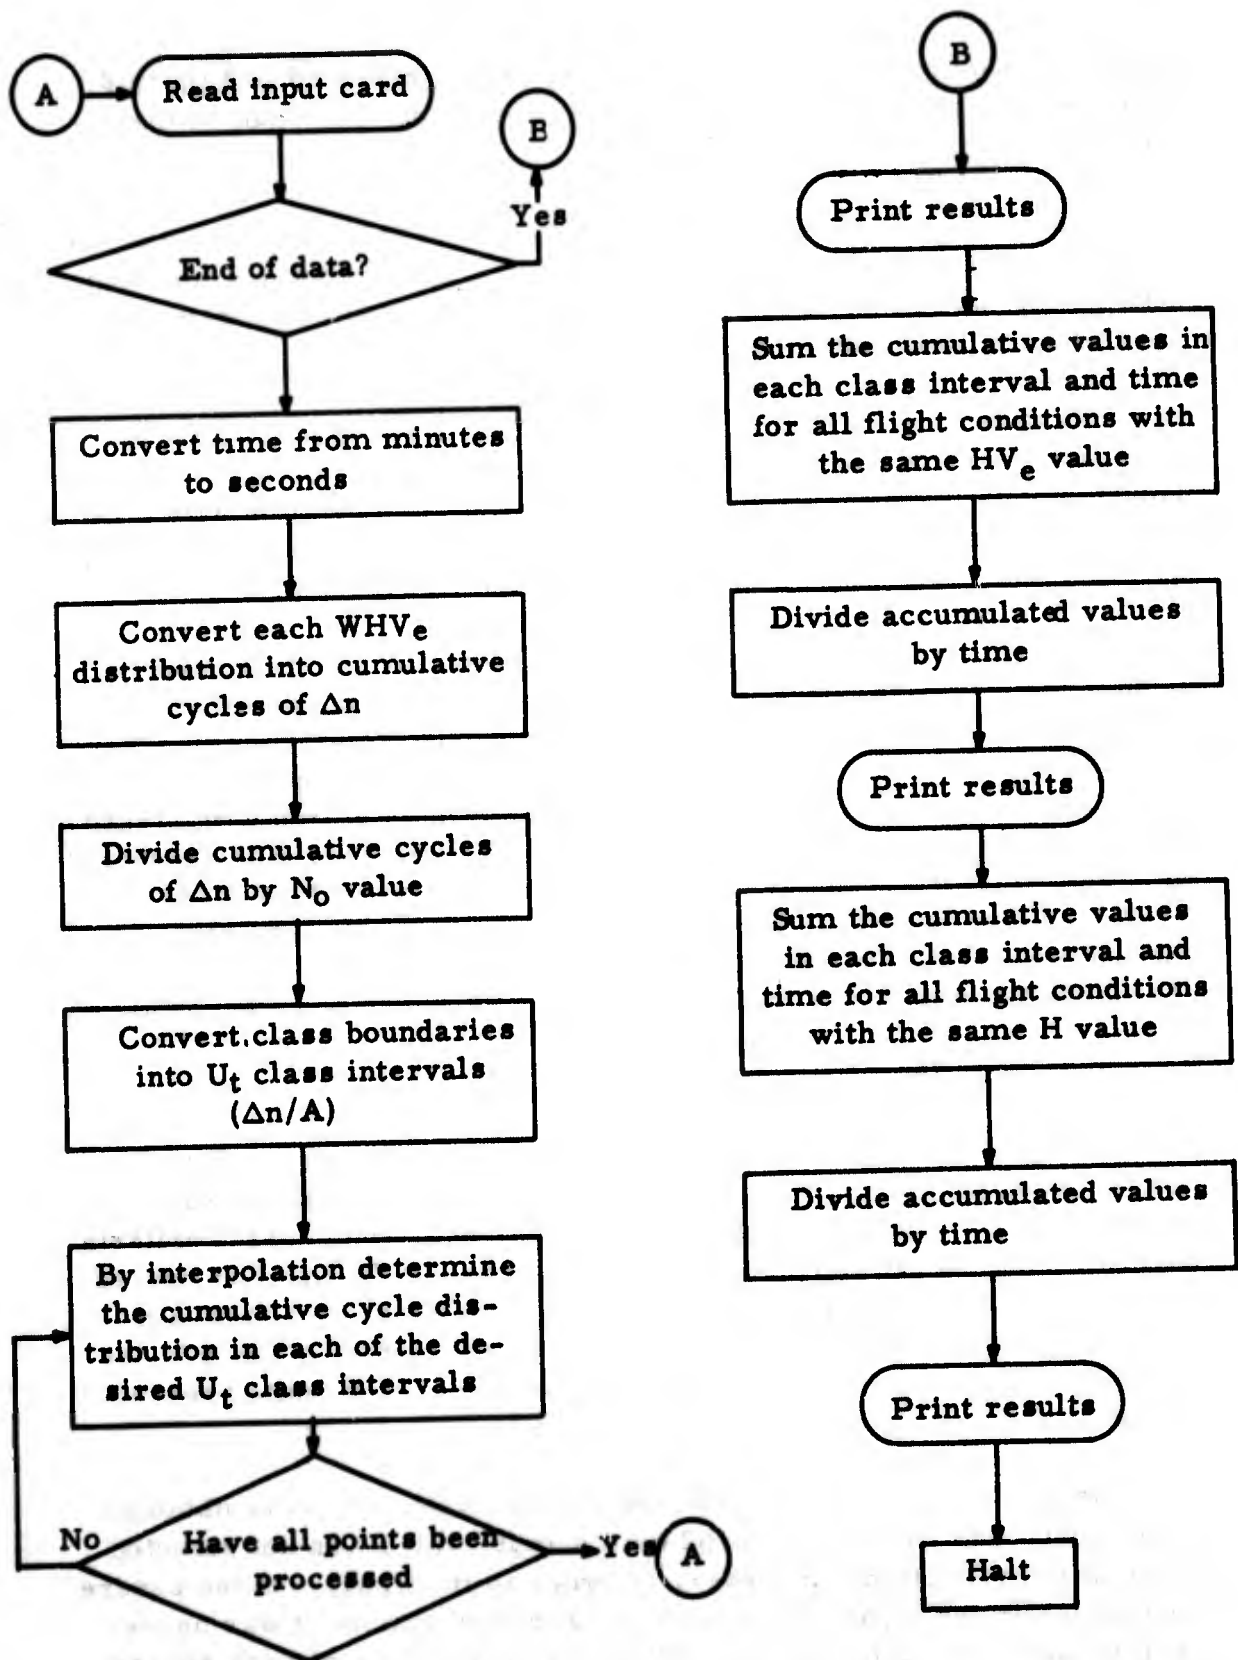 A
Read input card
B
Yes
End of data?
Convert time from minutes
to seconds
Convert each WHVe
distribution into cumulative
cycles of Δn
Divide cumulative cycles
of Δn by No value
Convert class boundaries
into Ut class intervals
(Δn/A)
By interpolation determine
the cumulative cycle dis-
tribution in each of the de-
sired Ut class intervals
No
Have all points been
processed
Yes
A
B
Print results
Sum the cumulative values in
each class interval and time
for all flight conditions with
the same HVe value
Divide accumulated values
by time
Print results
Sum the cumulative values
in each class interval and
time for all flight conditions
with the same H value
Divide accumulated values
by time
Print results
Halt